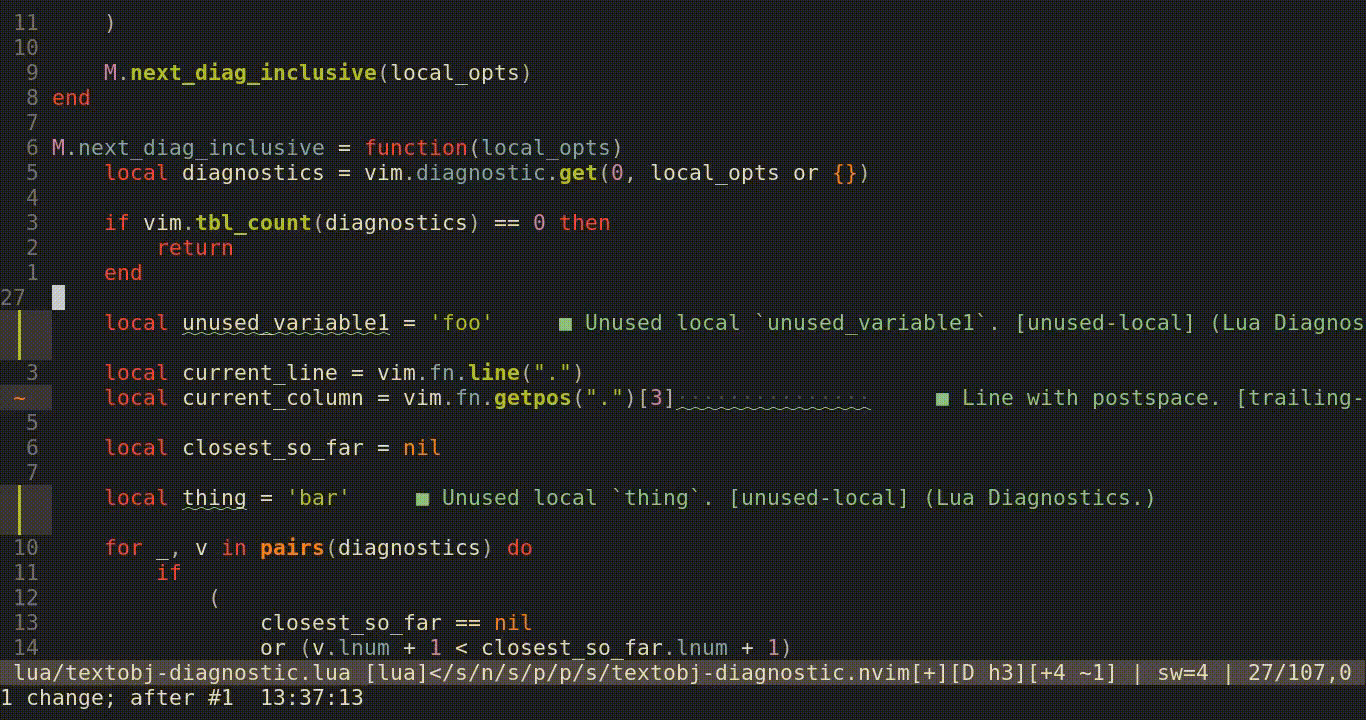 11     )
10
9     M.next_diag_inclusive(local_opts)
8 end
7
6 M.next_diag_inclusive = function(local_opts)
5     local diagnostics = vim.diagnostic.get(0, local_opts or {})
4
3     if vim.tbl_count(diagnostics) == 0 then
2         return
1     end
27
    local unused_variable1 = 'foo'     ■ Unused local `unused_variable1`. [unused-local] (Lua Diagnos
3     local current_line = vim.fn.line(".")
~     local current_column = vim.fn.getpos(".")[3]···············     ■ Line with postspace. [trailing-
5
6     local closest_so_far = nil
7
    local thing = 'bar'     ■ Unused local `thing`. [unused-local] (Lua Diagnostics.)
10     for _, v in pairs(diagnostics) do
11         if
12             (
13                 closest_so_far == nil
14                 or (v.lnum + 1 < closest_so_far.lnum + 1)
lua/textobj-diagnostic.lua [lua]</s/n/s/p/p/s/textobj-diagnostic.nvim[+][D h3][+4 ~1] | sw=4 | 27/107,0
1 change; after #1  13:37:13